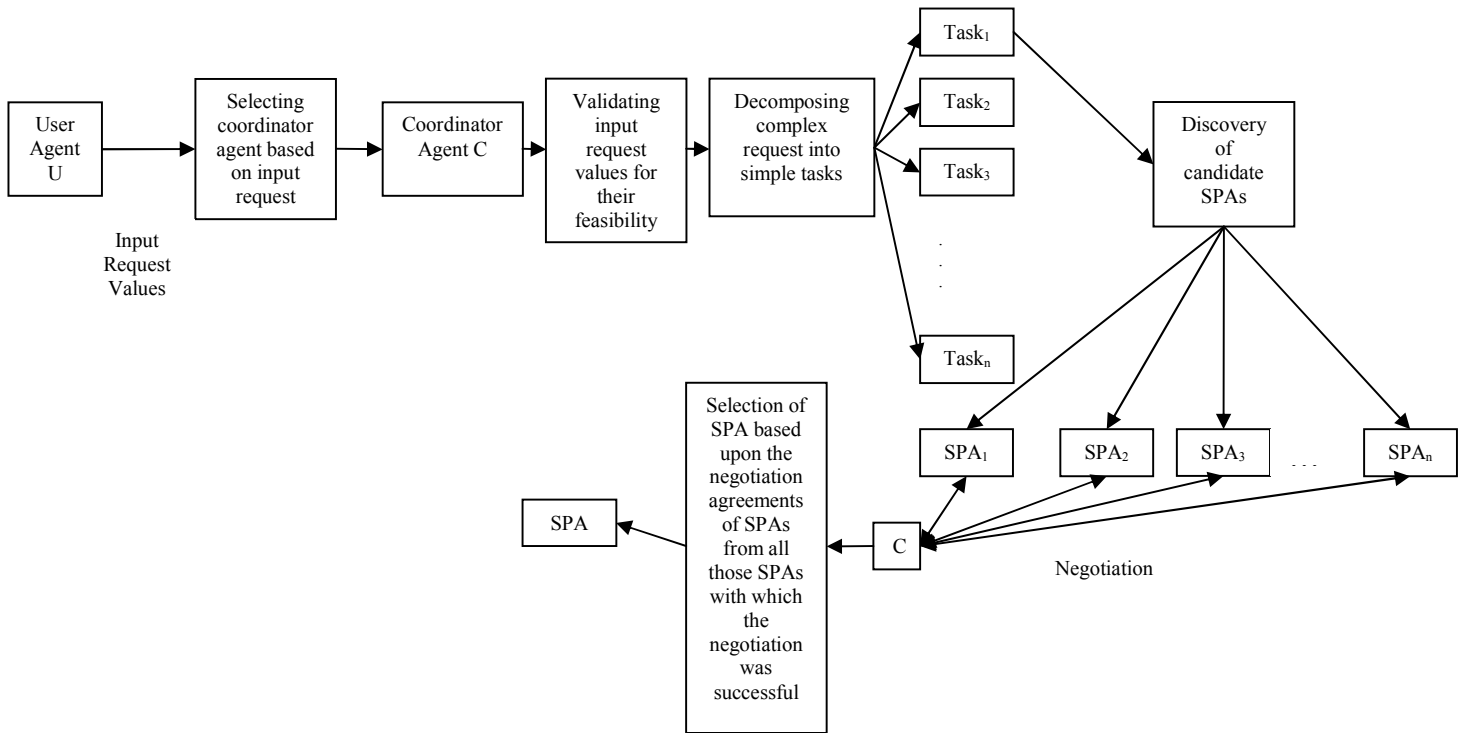 User
Agent
U
Input
Request
Values
Selecting
coordinator
agent based
on input
request
Coordinator
Agent C
Validating
input
request
values for
their
feasibility
Decomposing
complex
request into
simple tasks
Task₁
Task₂
Task₃
.
.
.
Taskₙ
Discovery
of
candidate
SPAs
SPA₁
SPA₂
SPA₃
. . .
SPAₙ
Negotiation
C
Selection of
SPA based
upon the
negotiation
agreements
of SPAs
from all
those SPAs
with which
the
negotiation
was
successful
SPA